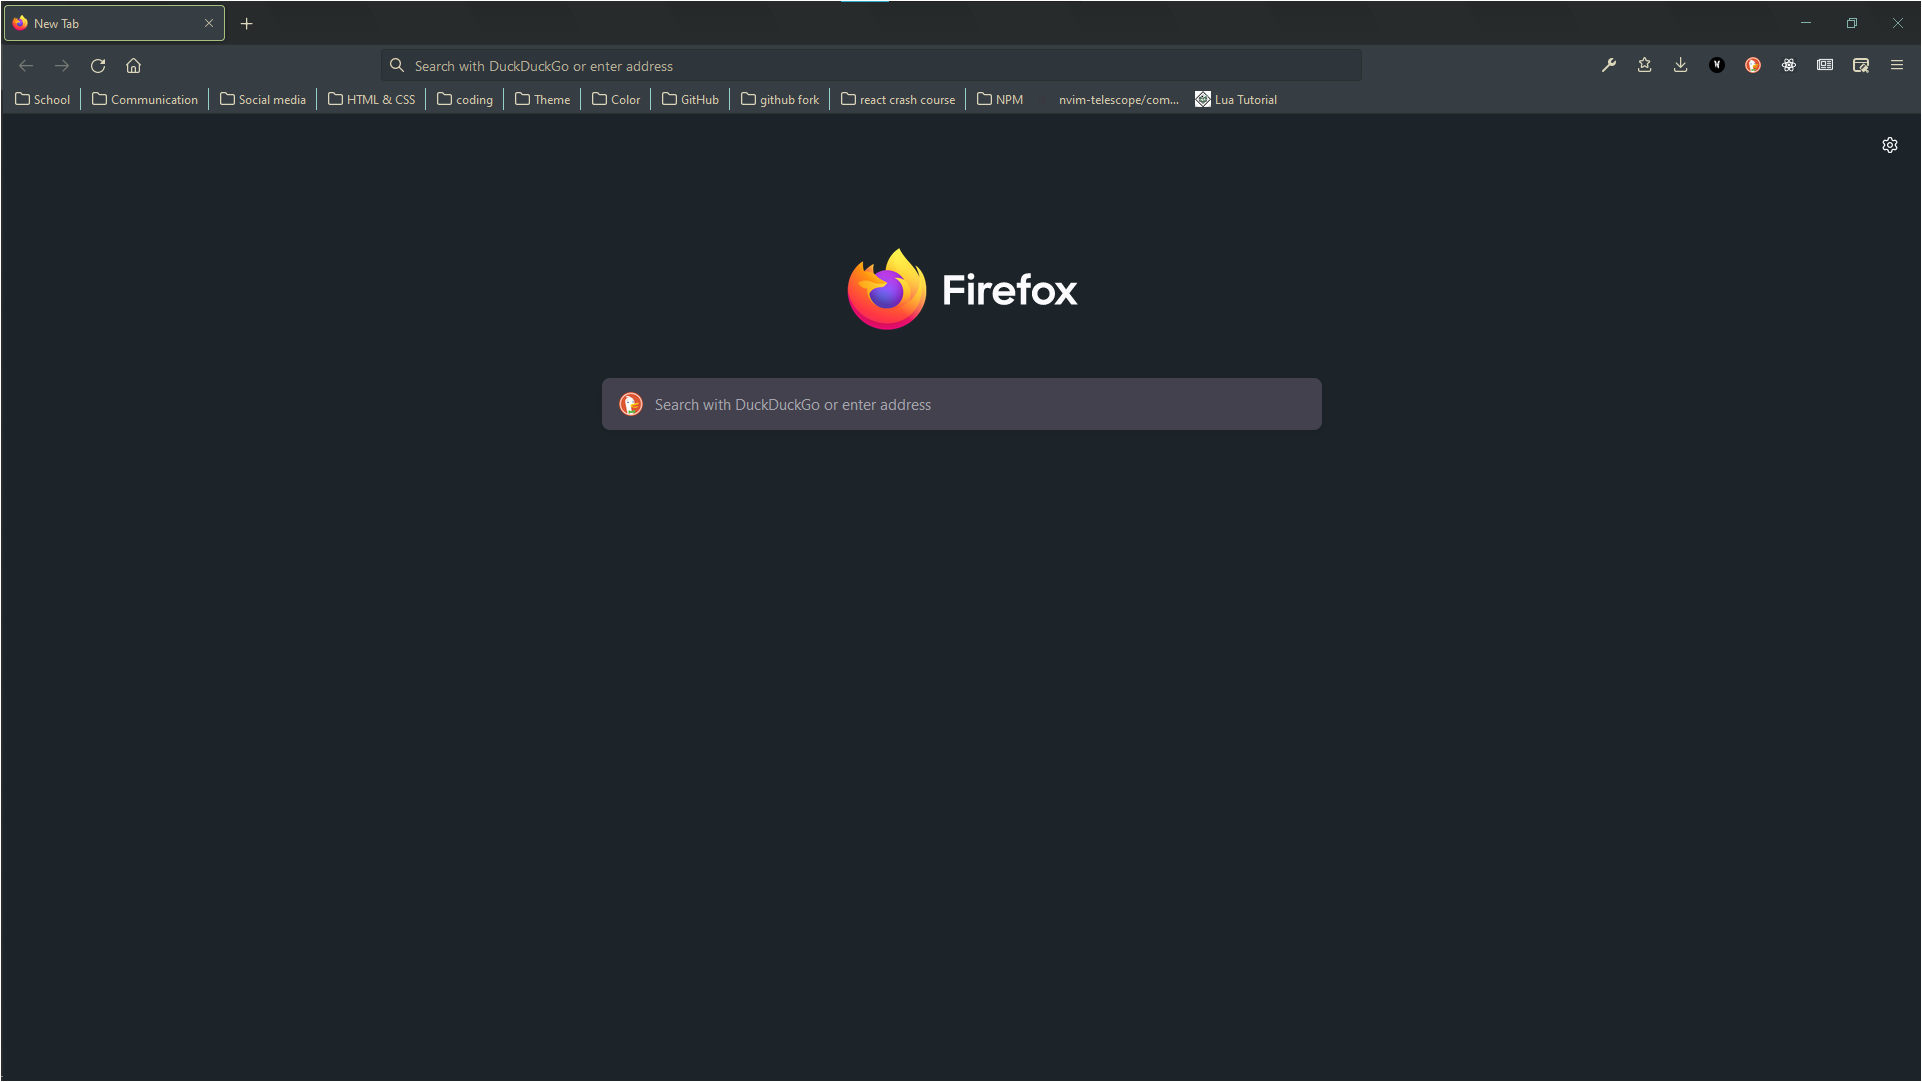 New Tab
Search with DuckDuckGo or enter address
School Communication Social media HTML & CSS coding Theme Color GitHub github fork react crash course NPM nvim-telescope/com... Lua Tutorial
Firefox
Search with DuckDuckGo or enter address